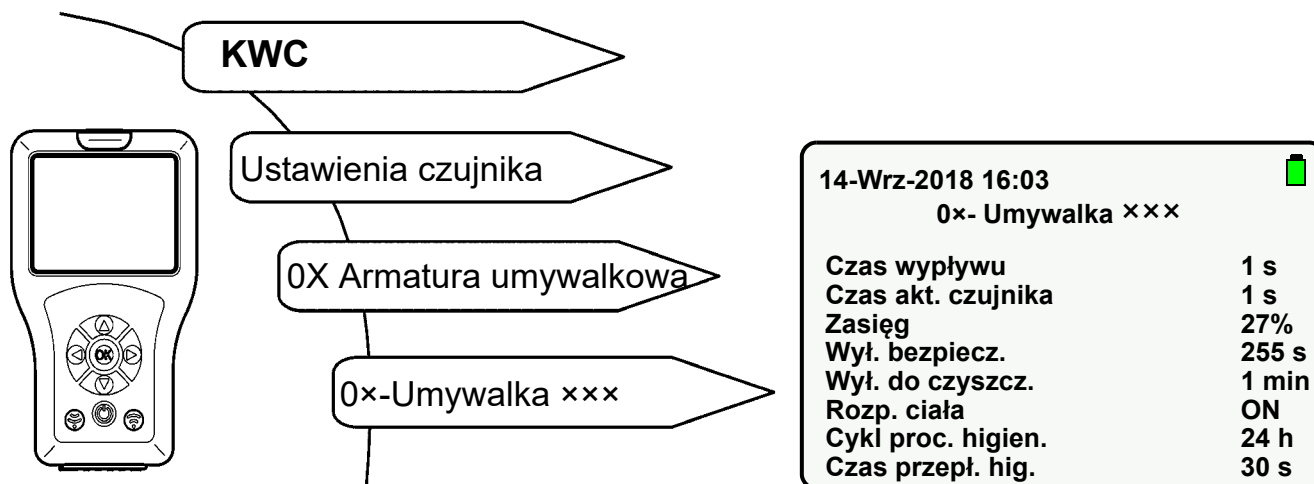 KWC
Ustawienia czujnika
0X Armatura umywalkowa
0×-Umywalka ×××
OK
14-Wrz-2018 16:03
0×- Umywalka ×××
Czas wypływu 1 s
Czas akt. czujnika 1 s
Zasięg 27%
Wył. bezpiecz. 255 s
Wył. do czyszcz. 1 min
Rozp. ciała ON
Cykl proc. higien. 24 h
Czas przepł. hig. 30 s